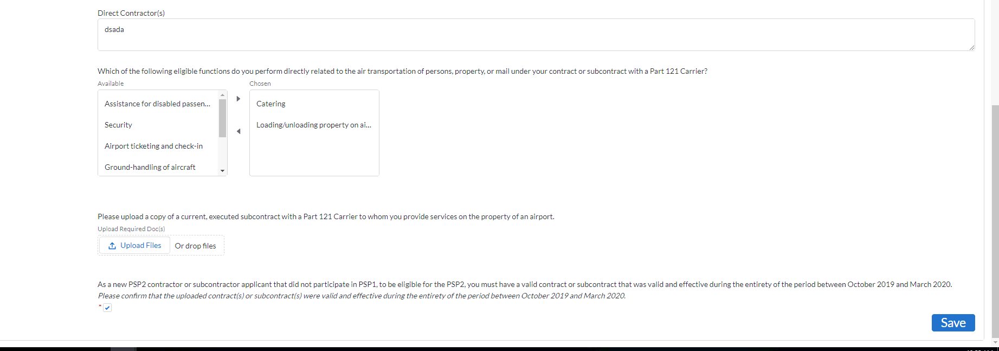 Direct Contractor(s)
dsada
Which of the following eligible functions do you perform directly related to the air transportation of persons, property, or mail under your contract or subcontract with a Part 121 Carrier?
Available
Chosen
Assistance for disabled passen...
Catering
Security
Loading/unloading property on ai...
Airport ticketing and check-in
Ground-handling of aircraft
Please upload a copy of a current, executed subcontract with a Part 121 Carrier to whom you provide services on the property of an airport.
Upload Required Doc(s)
Upload Files Or drop files
As a new PSP2 contractor or subcontractor applicant that did not participate in PSP1, to be eligible for the PSP2, you must have a valid contract or subcontract that was valid and effective during the entirety of the period between October 2019 and March 2020.
Please confirm that the uploaded contract(s) or subcontract(s) were valid and effective during the entirety of the period between October 2019 and March 2020.
*
Save